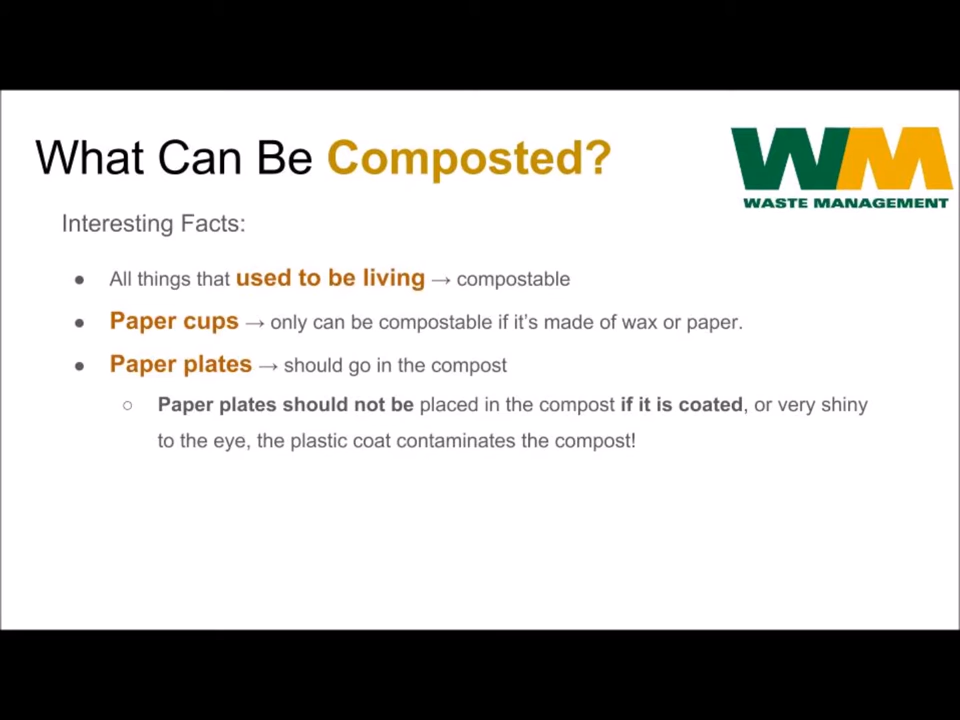 What Can Be Composted?
WM
WASTE MANAGEMENT
Interesting Facts:
● All things that used to be living → compostable
● Paper cups → only can be compostable if it's made of wax or paper.
● Paper plates → should go in the compost
○ Paper plates should not be placed in the compost if it is coated, or very shiny
to the eye, the plastic coat contaminates the compost!